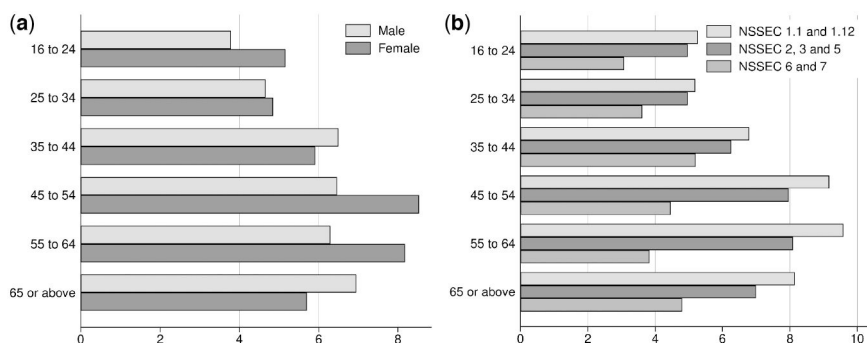 (a)
Male
Female
16 to 24
25 to 34
35 to 44
45 to 54
55 to 64
65 or above
0 2 4 6 8
(b)
NSSEC 1.1 and 1.12
NSSEC 2, 3 and 5
NSSEC 6 and 7
16 to 24
25 to 34
35 to 44
45 to 54
55 to 64
65 or above
0 2 4 6 8 10